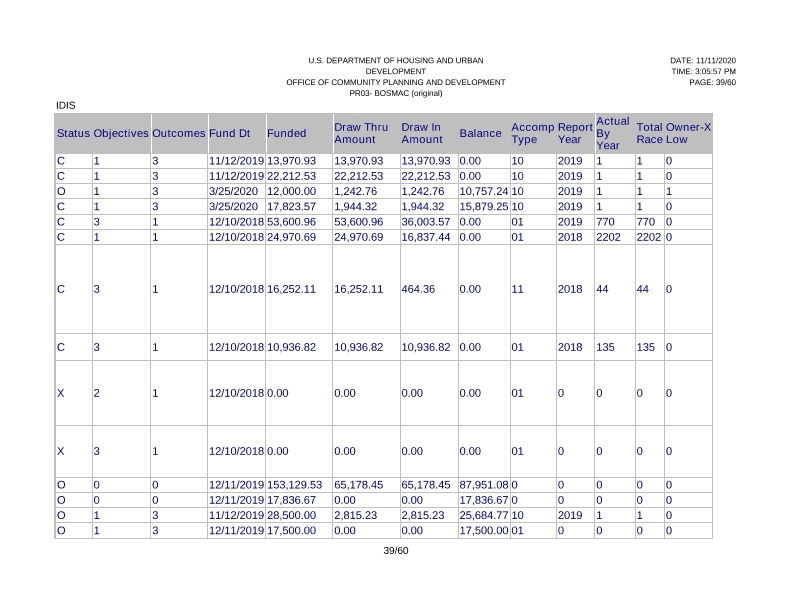 U.S. DEPARTMENT OF HOUSING AND URBAN DATE: 11/11/2020
DEVELOPMENT TIME: 3:05:57 PM
OFFICE OF COMMUNITY PLANNING AND DEVELOPMENT PAGE: 39/60
PR03- BOSMAC (original)
IDIS
Status Objectives Outcomes Fund Dt Funded Draw Thru Amount Draw In Amount Balance Accomp Type Report Year Actual By Year Total Race Owner-X Low
C 1 3 11/12/2019 13,970.93 13,970.93 13,970.93 0.00 10 2019 1 1 0
C 1 3 11/12/2019 22,212.53 22,212.53 22,212.53 0.00 10 2019 1 1 0
O 1 3 3/25/2020 12,000.00 1,242.76 1,242.76 10,757.24 10 2019 1 1 1
C 1 3 3/25/2020 17,823.57 1,944.32 1,944.32 15,879.25 10 2019 1 1 0
C 3 1 12/10/2018 53,600.96 53,600.96 36,003.57 0.00 01 2019 770 770 0
C 1 1 12/10/2018 24,970.69 24,970.69 16,837.44 0.00 01 2018 2202 2202 0
C 3 1 12/10/2018 16,252.11 16,252.11 464.36 0.00 11 2018 44 44 0
C 3 1 12/10/2018 10,936.82 10,936.82 10,936.82 0.00 01 2018 135 135 0
X 2 1 12/10/2018 0.00 0.00 0.00 0.00 01 0 0 0 0
X 3 1 12/10/2018 0.00 0.00 0.00 0.00 01 0 0 0 0
O 0 0 12/11/2019 153,129.53 65,178.45 65,178.45 87,951.08 0 0 0 0 0
O 0 0 12/11/2019 17,836.67 0.00 0.00 17,836.67 0 0 0 0 0
O 1 3 11/12/2019 28,500.00 2,815.23 2,815.23 25,684.77 10 2019 1 1 0
O 1 3 12/11/2019 17,500.00 0.00 0.00 17,500.00 01 0 0 0 0
39/60